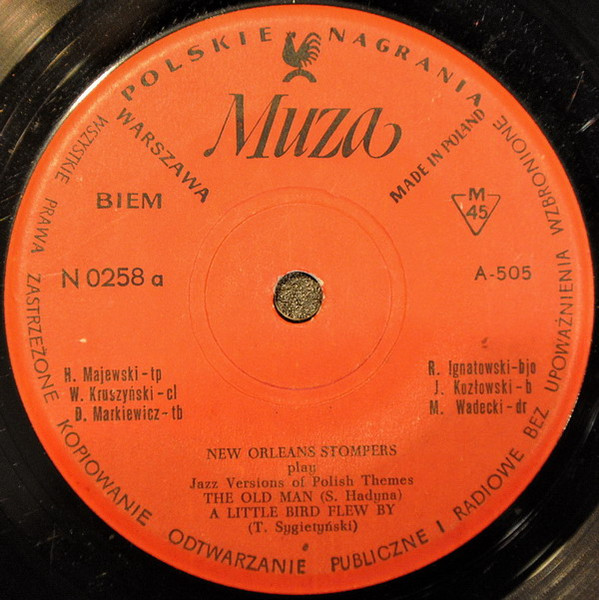 POLSKIE NAGRANIA
WARSZAWA
Muza
MADE IN POLAND
BIEM
M
45
N 0258 a
A-505
H. Majewski-tp
W. Kruszyński-cl
D. Markiewicz-tb
R. Ignatowski-bjo
J. Kozłowski-b
M. Wadecki-dr
NEW ORLEANS STOMPERS
play
Jazz Versions of Polish Themes
THE OLD MAN (S. Hadyna)
A LITTLE BIRD FLEW BY
(T. Sygietyński)
WSZYSTKIE PRAWA ZASTRZEŻONE KOPIOWANIE ODTWARZANIE PUBLICZNE I RADIOWE BEZ UPOWAŻNIENIA WZBRONIONE